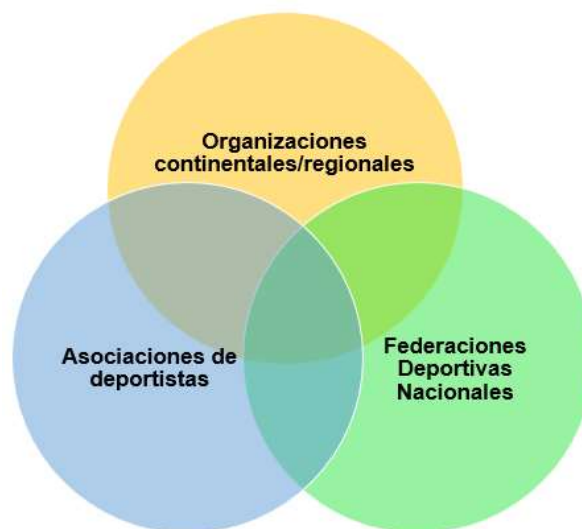 Organizaciones
continentales/regionales
Asociaciones de
deportistas
Federaciones
Deportivas
Nacionales